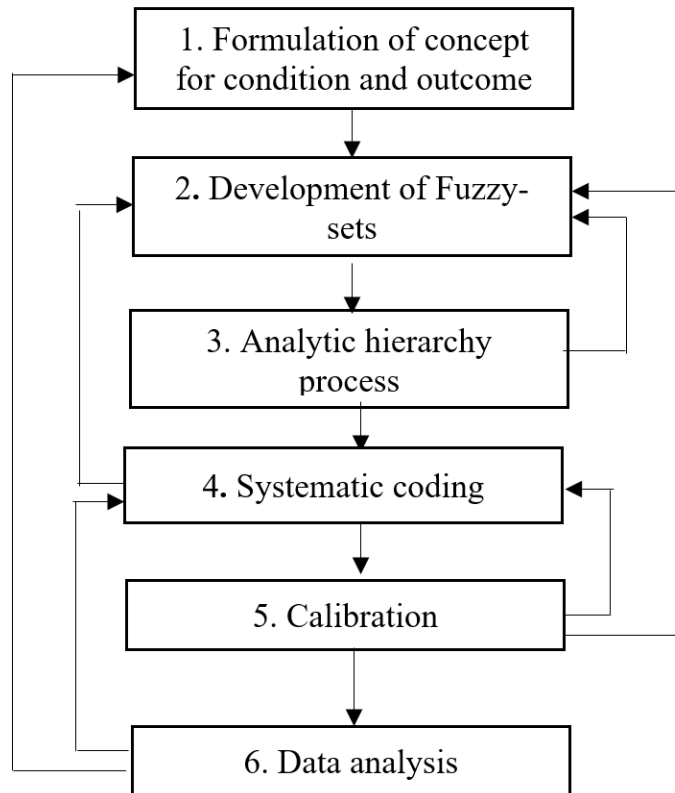 1. Formulation of concept
for condition and outcome
2. Development of Fuzzy-
sets
3. Analytic hierarchy
process
4. Systematic coding
5. Calibration
6. Data analysis